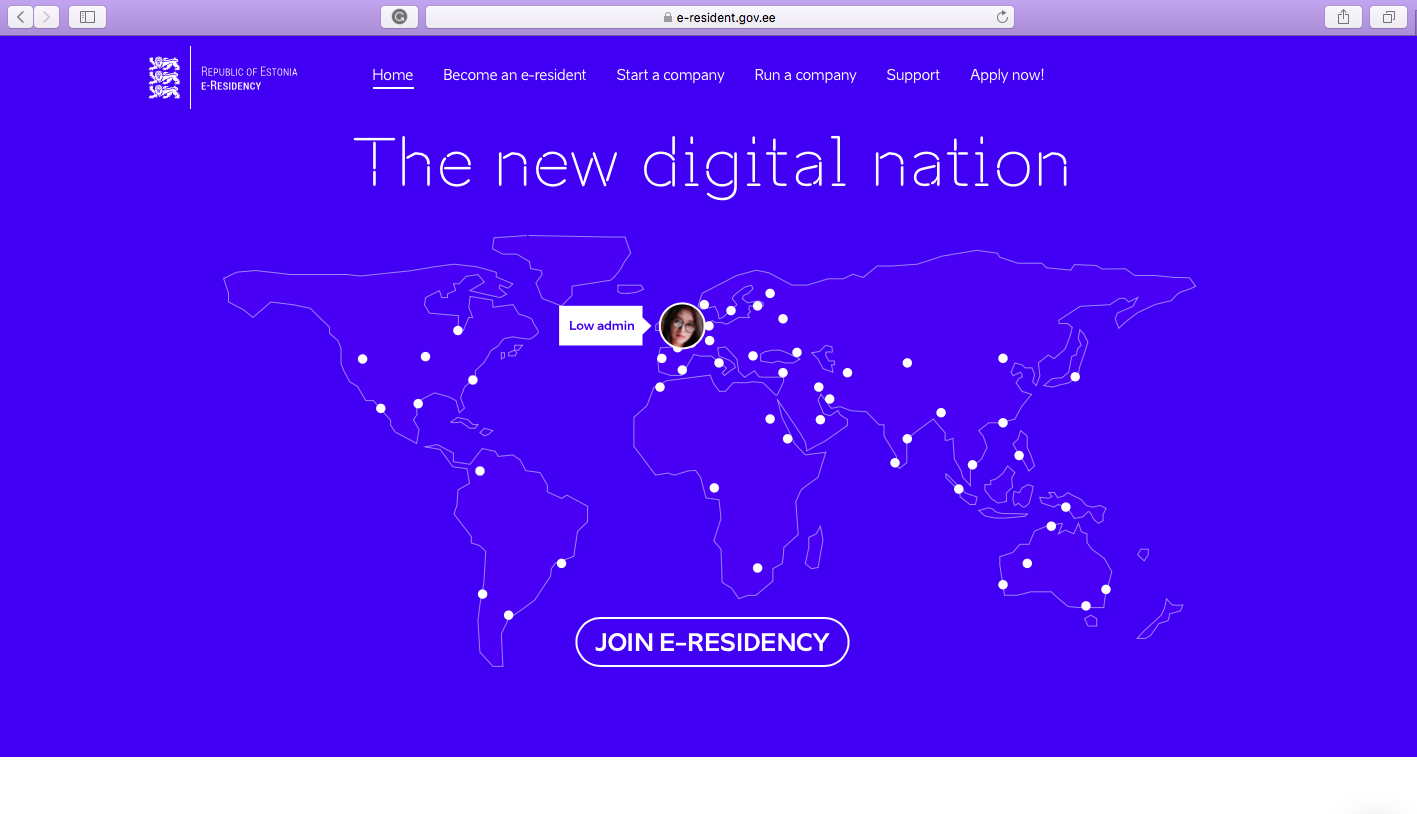 e-resident.gov.ee
REPUBLIC OF ESTONIA
E-RESIDENCY
Home Become an e-resident Start a company Run a company Support Apply now!
The new digital nation
Low admin
JOIN E-RESIDENCY